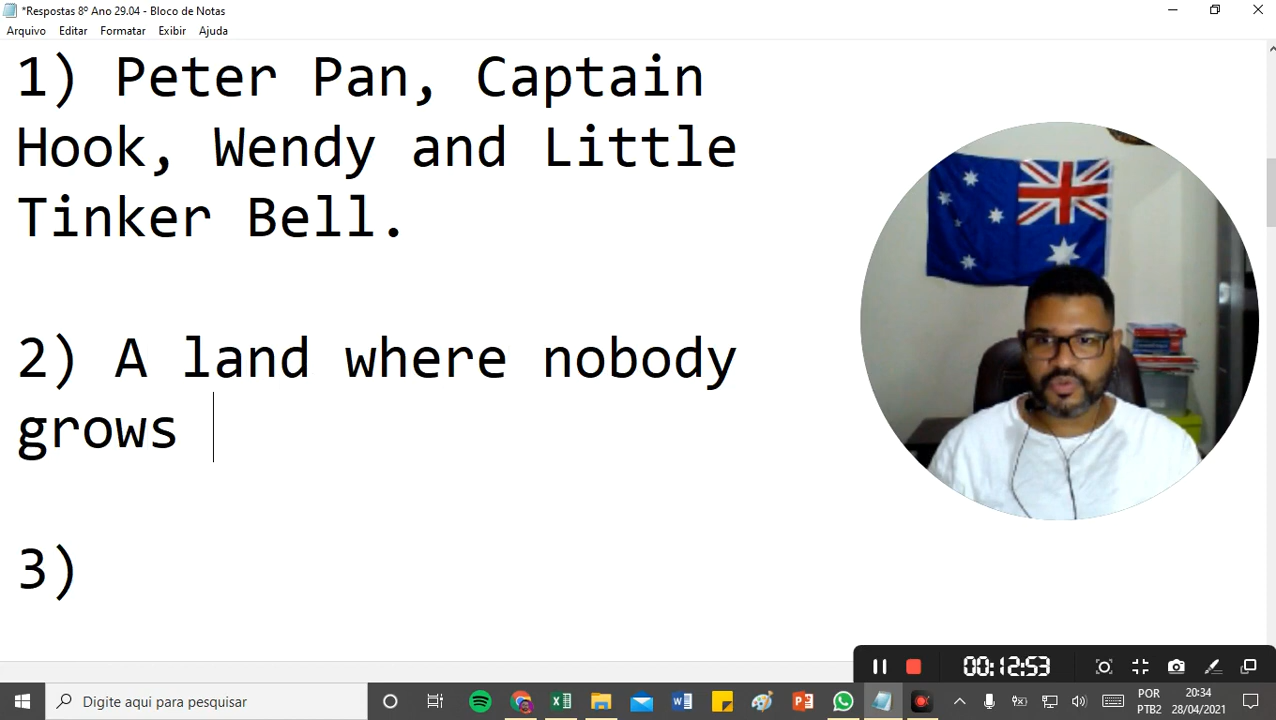 *Respostas 8º Ano 29.04 - Bloco de Notas
Arquivo Editar Formatar Exibir Ajuda
1) Peter Pan, Captain
Hook, Wendy and Little
Tinker Bell.
2) A land where nobody
grows
3)
00:12:53
Digite aqui para pesquisar
POR
PTB2
20:34
28/04/2021